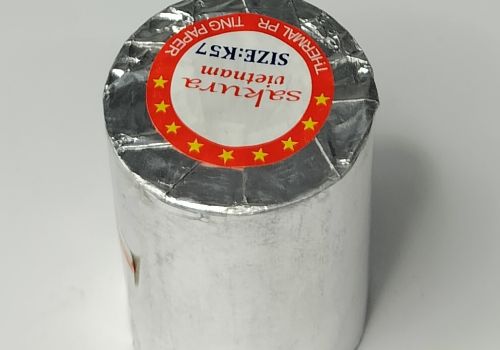 THERMAL PR TING PAPER
SIZE:K57
sakura
vietnam